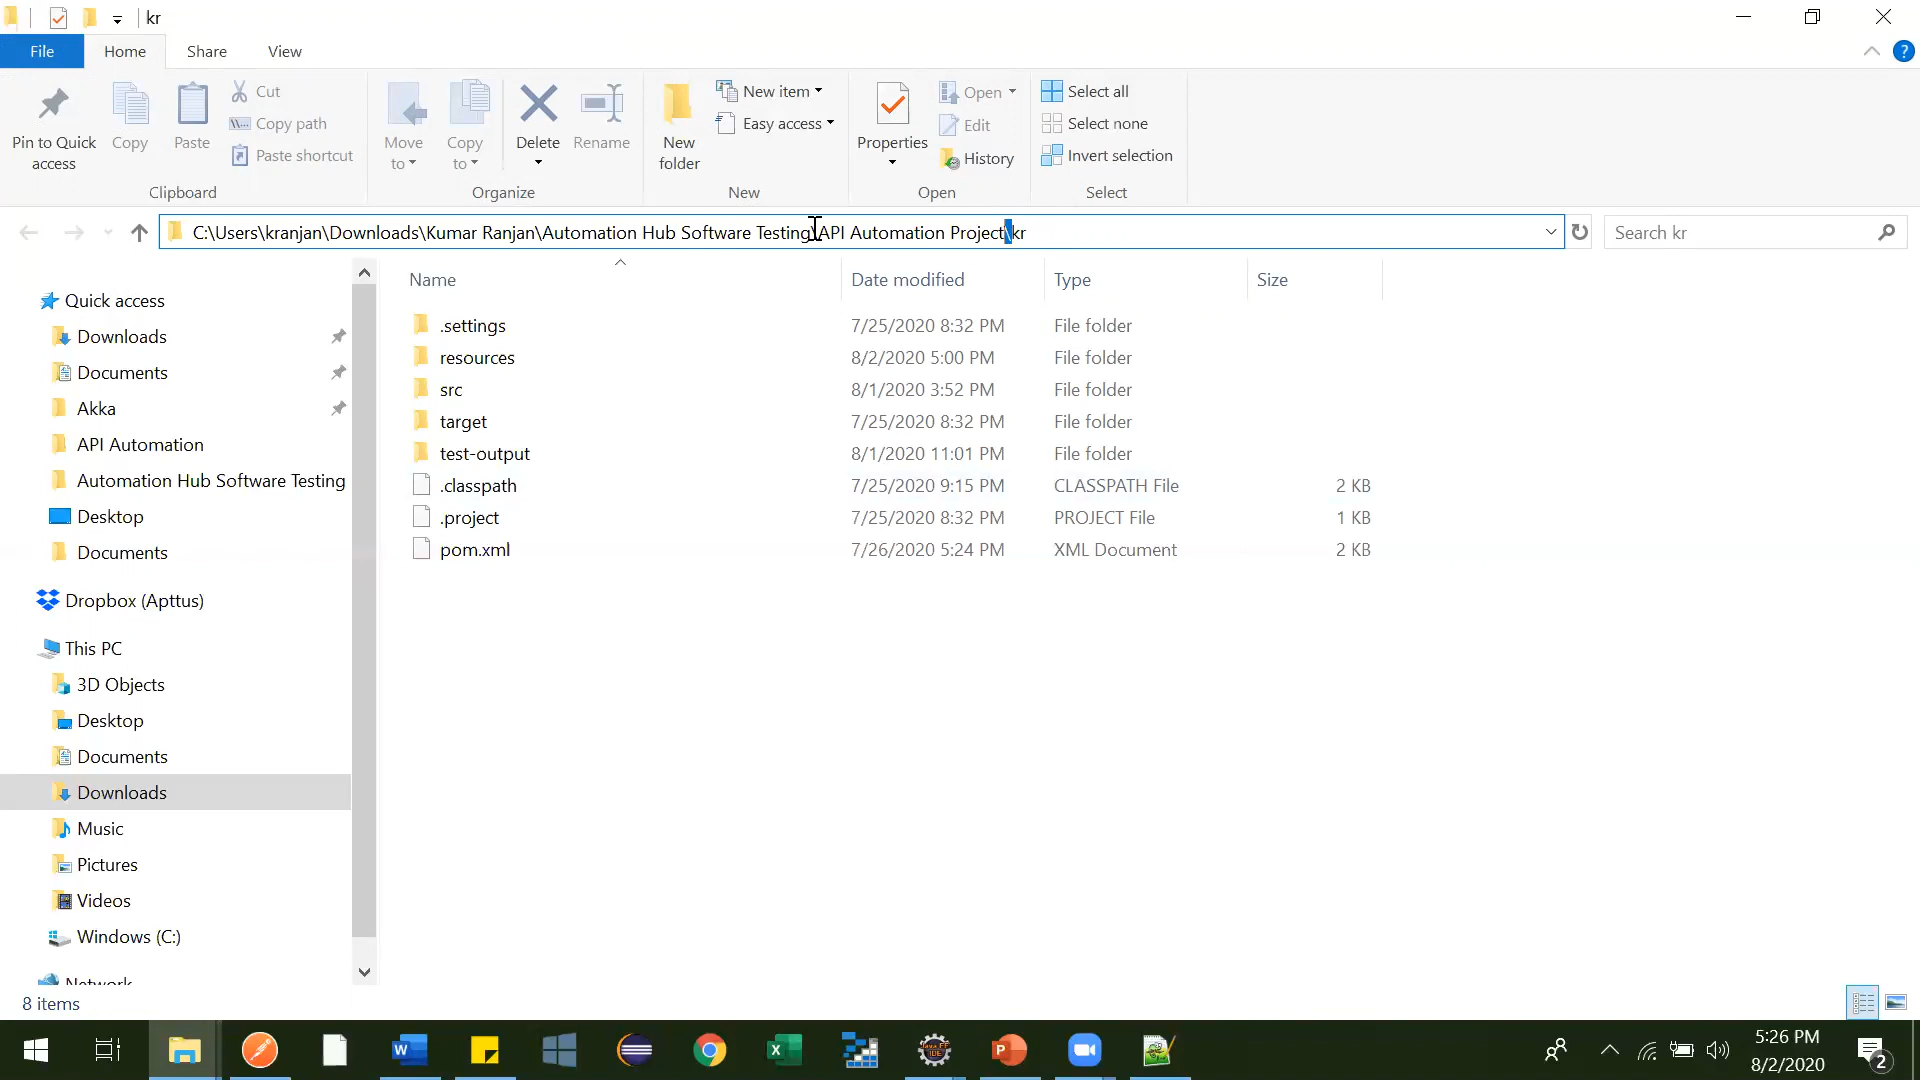 kr
File Home Share View
Pin to Quick access
Copy
Paste
Cut
Copy path
Paste shortcut
Clipboard
Move to
Copy to
Delete
Rename
Organize
New folder
New item
Easy access
New
Properties
Open
Edit
History
Open
Select all
Select none
Invert selection
Select
C:\Users\kranjan\Downloads\Kumar Ranjan\Automation Hub Software Testing\API Automation Project\kr
Search kr
Quick access
Downloads
Documents
Akka
API Automation
Automation Hub Software Testing
Desktop
Documents
Dropbox (Apttus)
This PC
3D Objects
Desktop
Documents
Downloads
Music
Pictures
Videos
Windows (C:)
Network
Name Date modified Type Size
.settings 7/25/2020 8:32 PM File folder
resources 8/2/2020 5:00 PM File folder
src 8/1/2020 3:52 PM File folder
target 7/25/2020 8:32 PM File folder
test-output 8/1/2020 11:01 PM File folder
.classpath 7/25/2020 9:15 PM CLASSPATH File 2 KB
.project 7/25/2020 8:32 PM PROJECT File 1 KB
pom.xml 7/26/2020 5:24 PM XML Document 2 KB
8 items
5:26 PM
8/2/2020
2